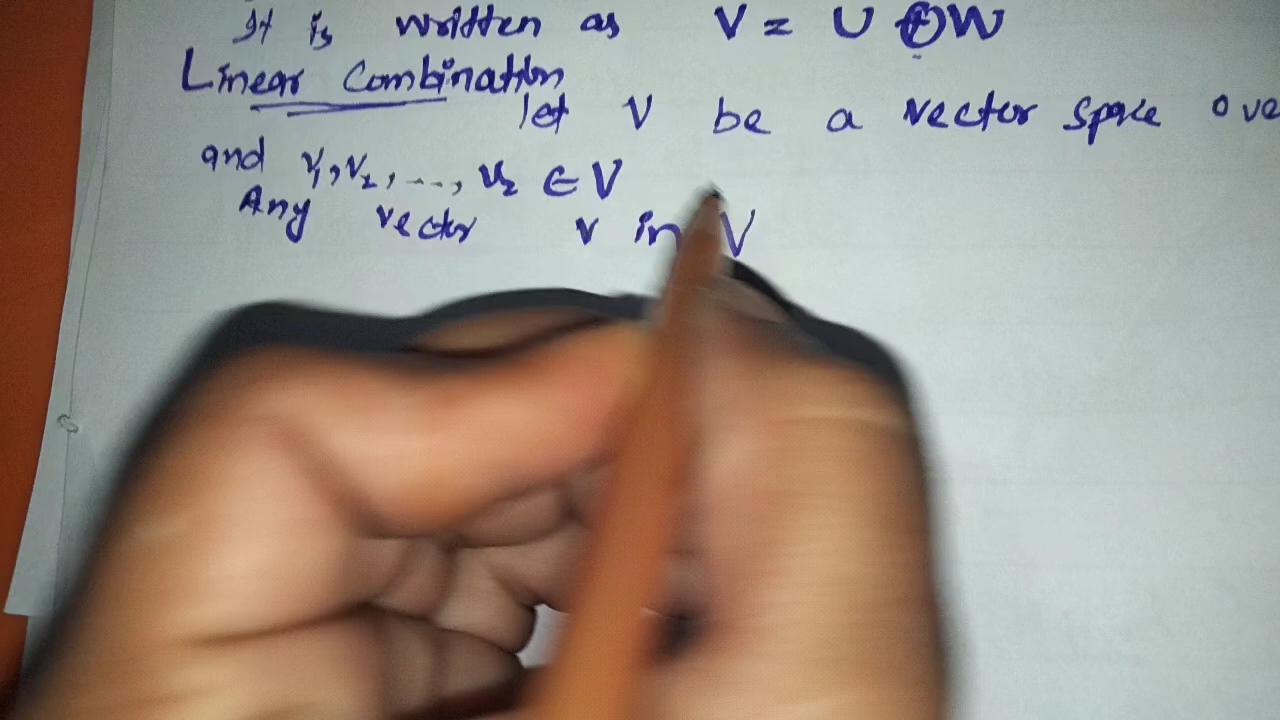 It is written as V = U ⊕ W
Linear Combination
let V be a vector space ove
and v₁, v₂, ..., v₂ ∈ V
Any vector v in V